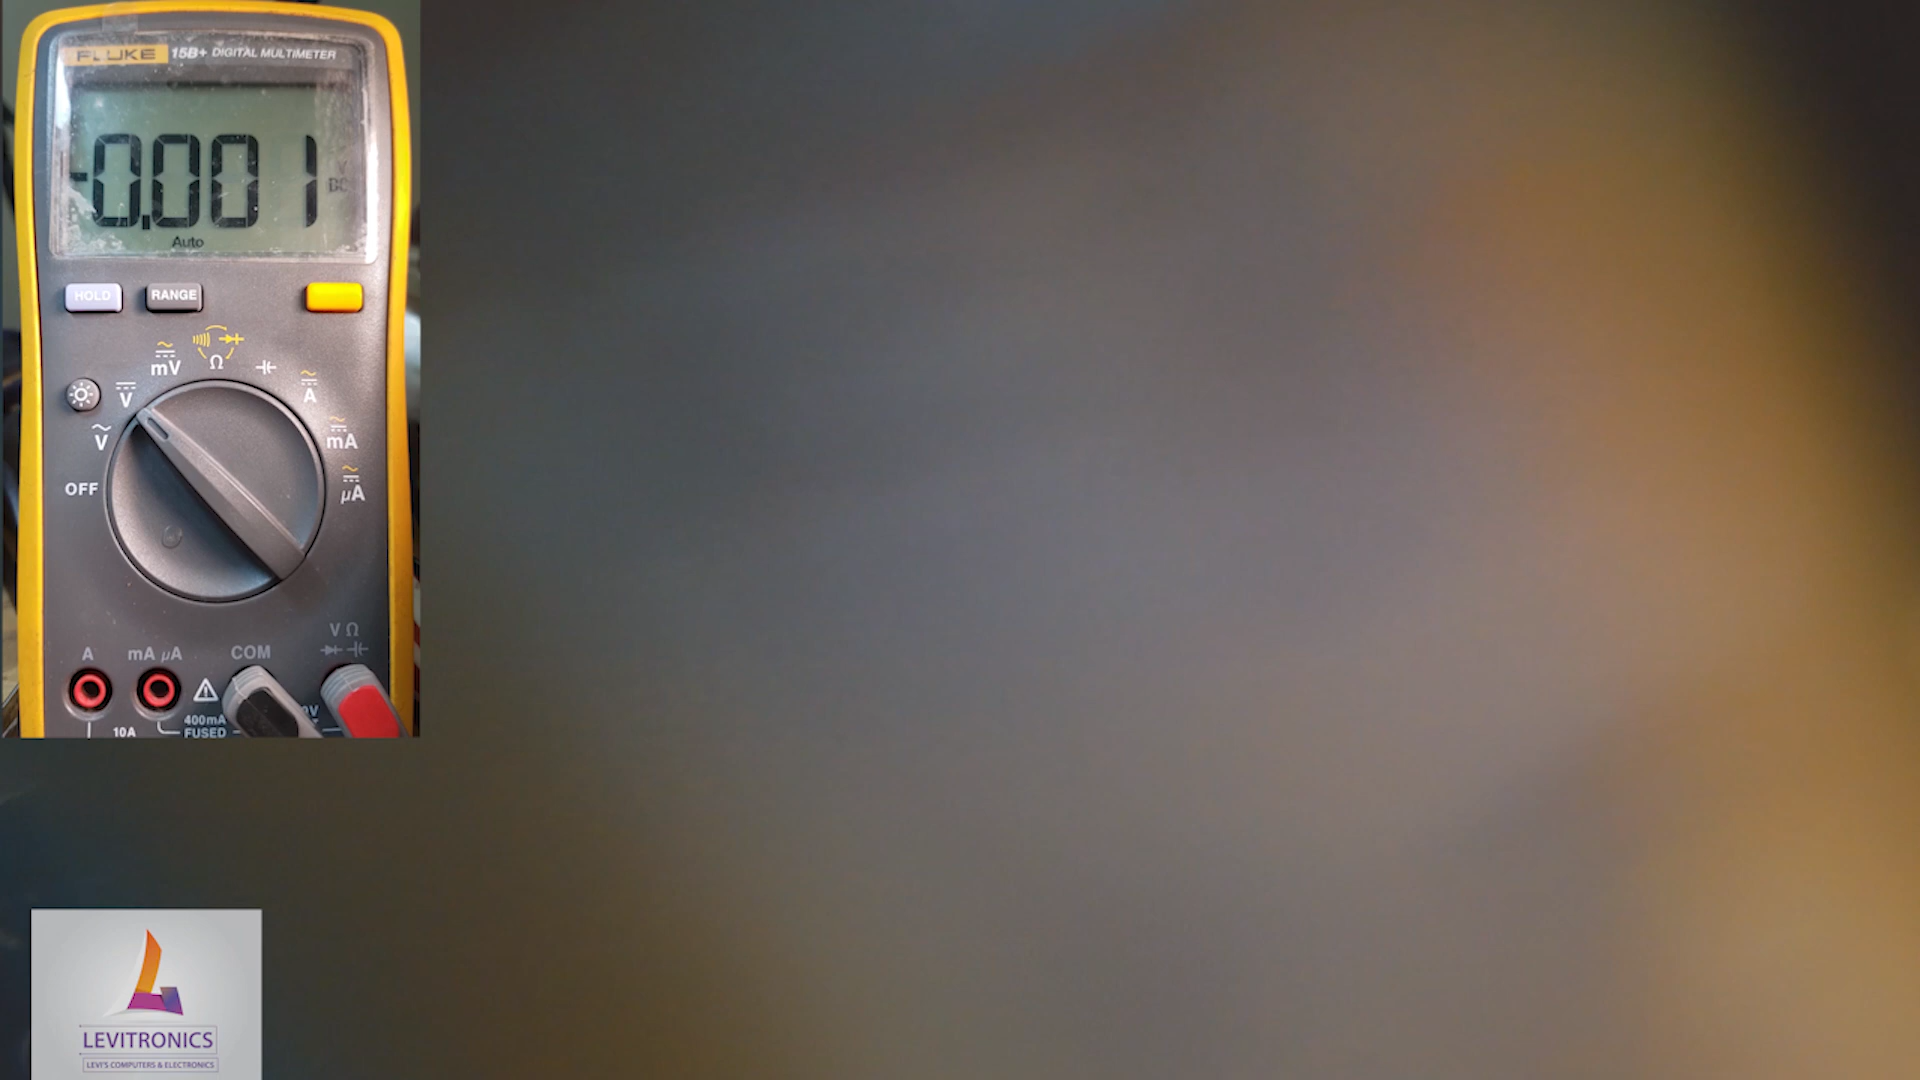 FLUKE 15B+ DIGITAL MULTIMETER
-0.001
V
DC
Auto
HOLD RANGE
mV Ω
V A
V mA
OFF µA
V Ω
A mA µA COM
400mA
10A FUSED
LEVITRONICS
LEVI'S COMPUTERS & ELECTRONICS